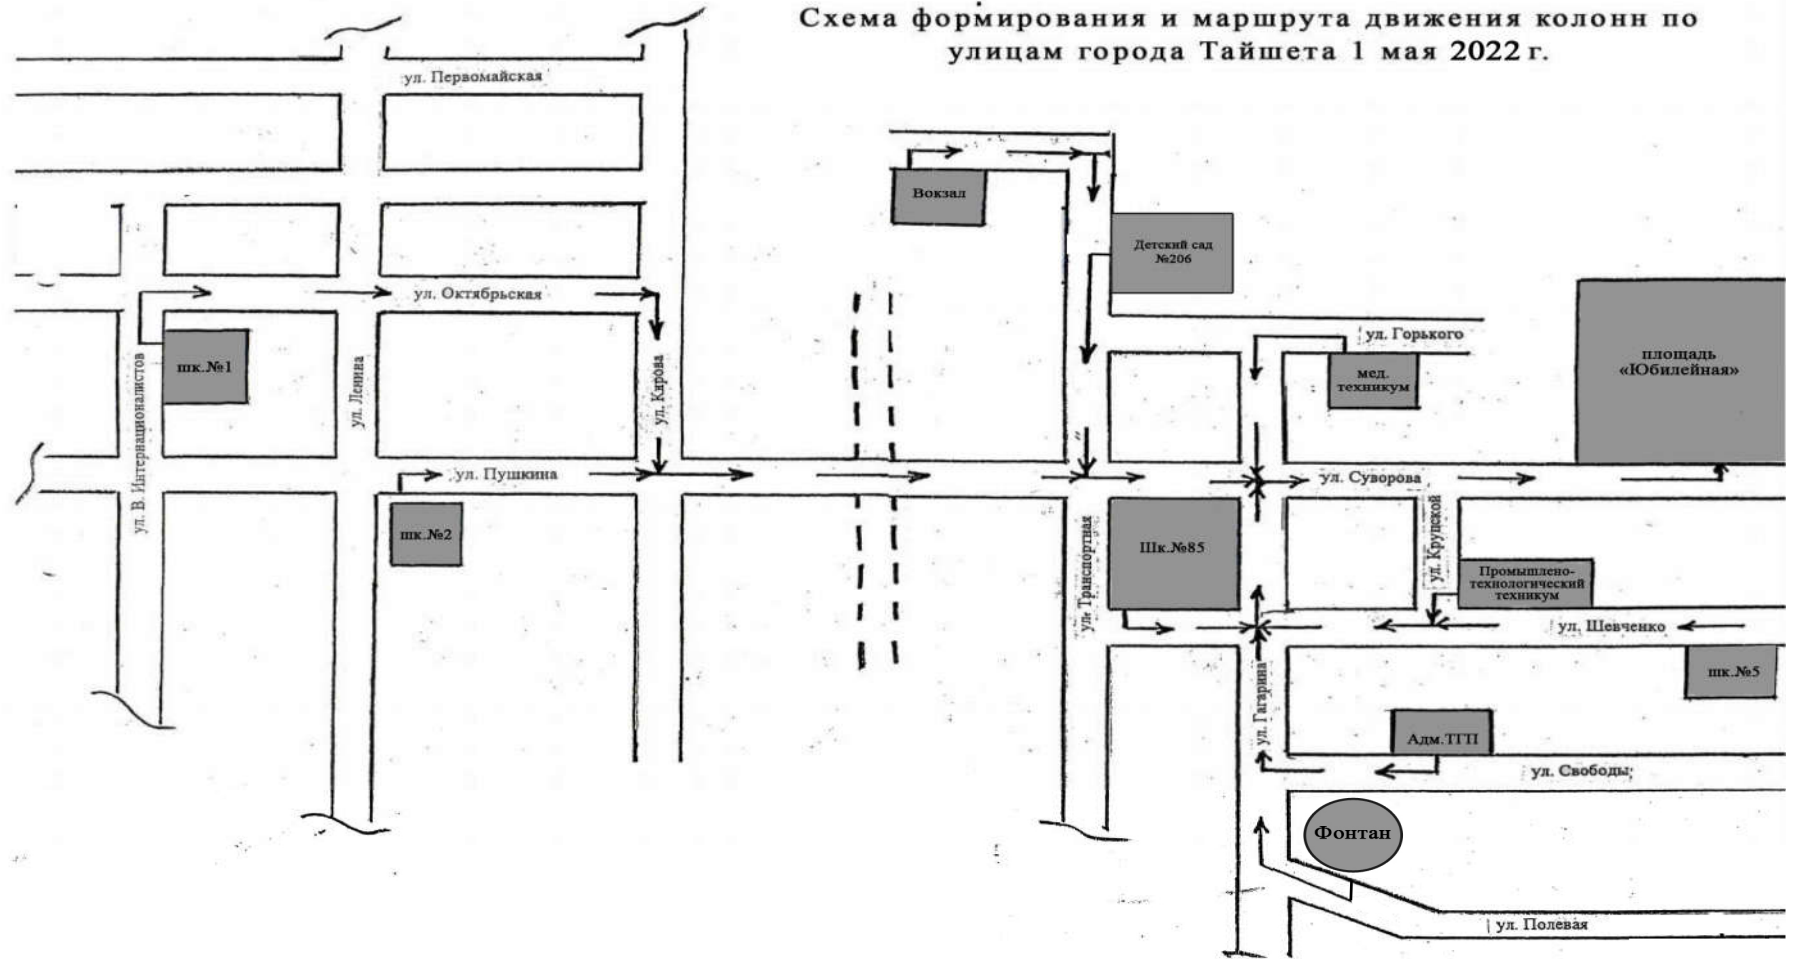 Схема формирования и маршрута движения колонн по
улицам города Тайшета 1 мая 2022 г.
ул. Первомайская
Вокзал
Детский сад
№206
ул. Октябрьская
ул. Горького
площадь
«Юбилейная»
шк.№1
мед.
техникум
ул. В. Интернационалистов
ул. Ленина
ул. Кирова
ул. Пушкина
ул. Суворова
шк.№2
Шк.№85
ул. Транспортная
ул. Крупской
Промышлено-
технологический
техникум
ул. Шевченко
шк.№5
ул. Гагарина
Адм.ТГП
ул. Свободы
Фонтан
ул. Полевая